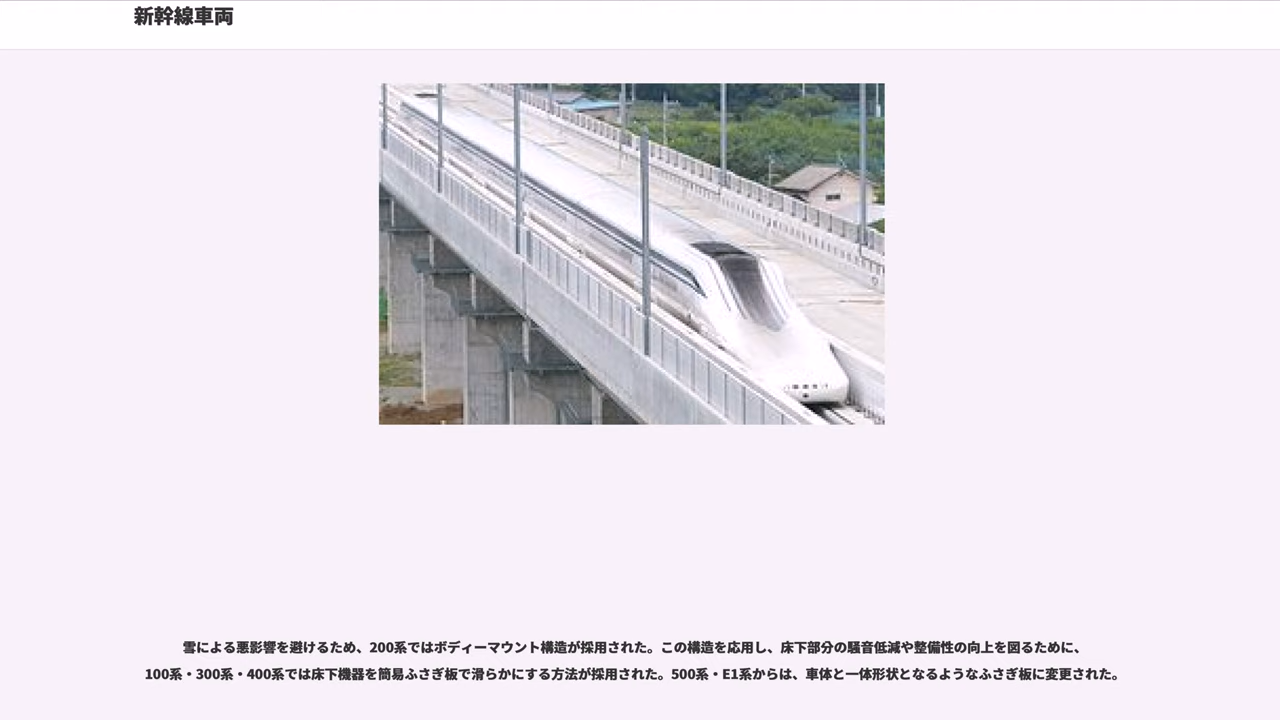 新幹線車両
雪による悪影響を避けるため、200系ではボディーマウント構造が採用された。この構造を応用し、床下部分の騒音低減や整備性の向上を図るために、
100系・300系・400系では床下機器を簡易ふさぎ板で滑らかにする方法が採用された。500系・E1系からは、車体と一体形状となるようなふさぎ板に変更された。